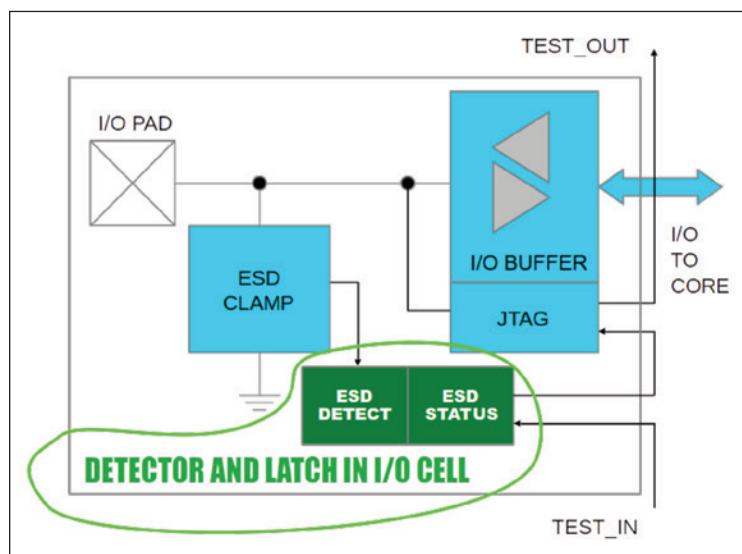 TEST_OUT
I/O PAD
I/O BUFFER
I/O
TO
CORE
ESD
CLAMP
JTAG
ESD
DETECT
ESD
STATUS
DETECTOR AND LATCH IN I/O CELL
TEST_IN